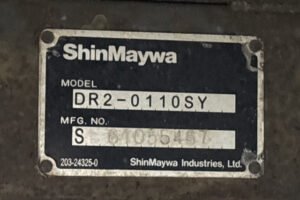 ShinMaywa
MODEL
DR2-0110SY
MFG. NO.
S
203-24325-0 ShinMaywa Industries, Ltd.